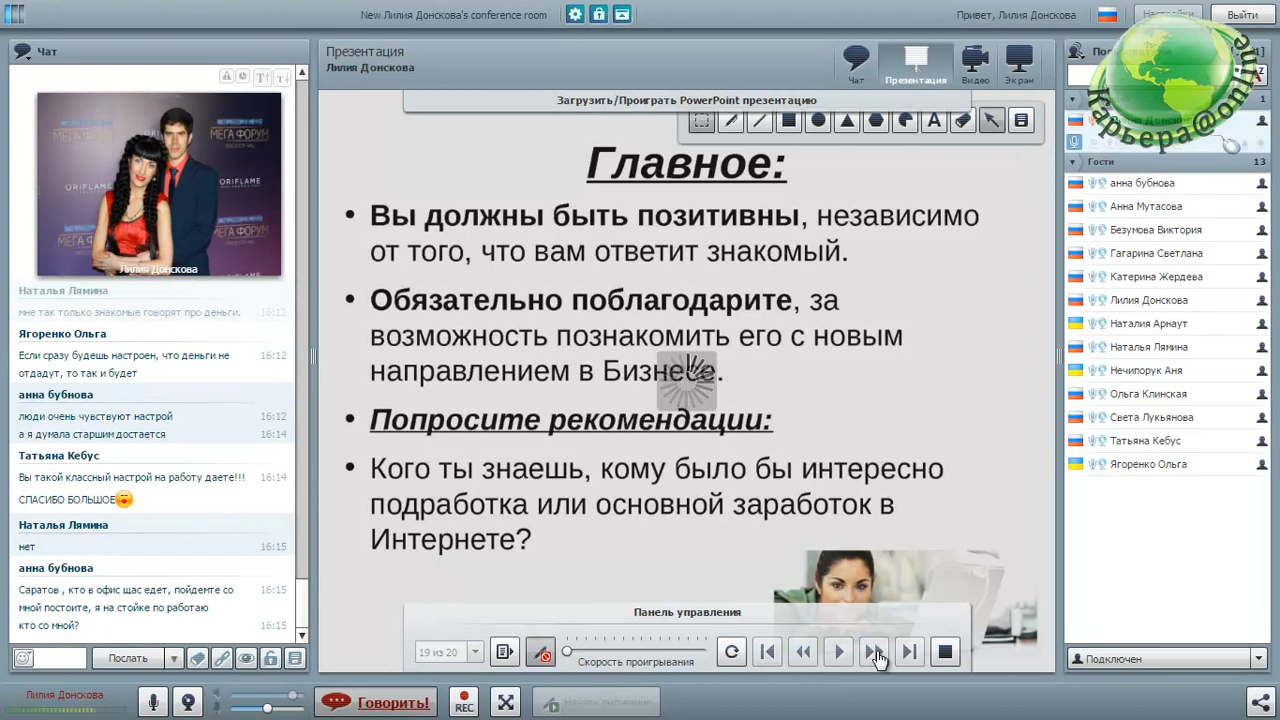 New Лилия Донскова's conference room
Привет, Лилия Донскова
Настройки
Выйти
Чат
ORIFLAME
МЕГА ФОРУМ
Лилия Донскова
Наталья Лямина
мне так только знакомые говорят про деньги.
16:12
Ягоренко Ольга
Если сразу будешь настроен, что деньги не
16:12
отдадут, то так и будет
анна бубнова
люди очень чувствуют настрой
16:12
а я думала старшим достается
16:14
Татьяна Кебус
Вы такой классный настрой на работу даете!!!
16:14
СПАСИБО БОЛЬШОЕ
Наталья Лямина
нет
16:15
анна бубнова
Саратов , кто в офис щас едет, пойдемте со
16:15
мной постоите, я на стойке по работаю
кто со мной?
16:15
Послать
Презентация
Лилия Донскова
Чат
Презентация
Видео
Экран
Загрузить/Проиграть PowerPoint презентацию
Главное:
• Вы должны быть позитивны, независимо
от того, что вам ответит знакомый.
• Обязательно поблагодарите, за
возможность познакомить его с новым
направлением в Бизнесе.
• Попросите рекомендации:
• Кого ты знаешь, кому было бы интересно
подработка или основной заработок в
Интернете?
Панель управления
19 из 20
Скорость проигрывания
карьера@online
1
Гости
13
анна бубнова
Анна Мутасова
Безумова Виктория
Гагарина Светлана
Катерина Жердева
Лилия Донскова
Наталия Арнаут
Наталья Лямина
Нечипорук Аня
Ольга Клинская
Света Лукьянова
Татьяна Кебус
Ягоренко Ольга
Подключен
Лилия Донскова
Говорить!
REC